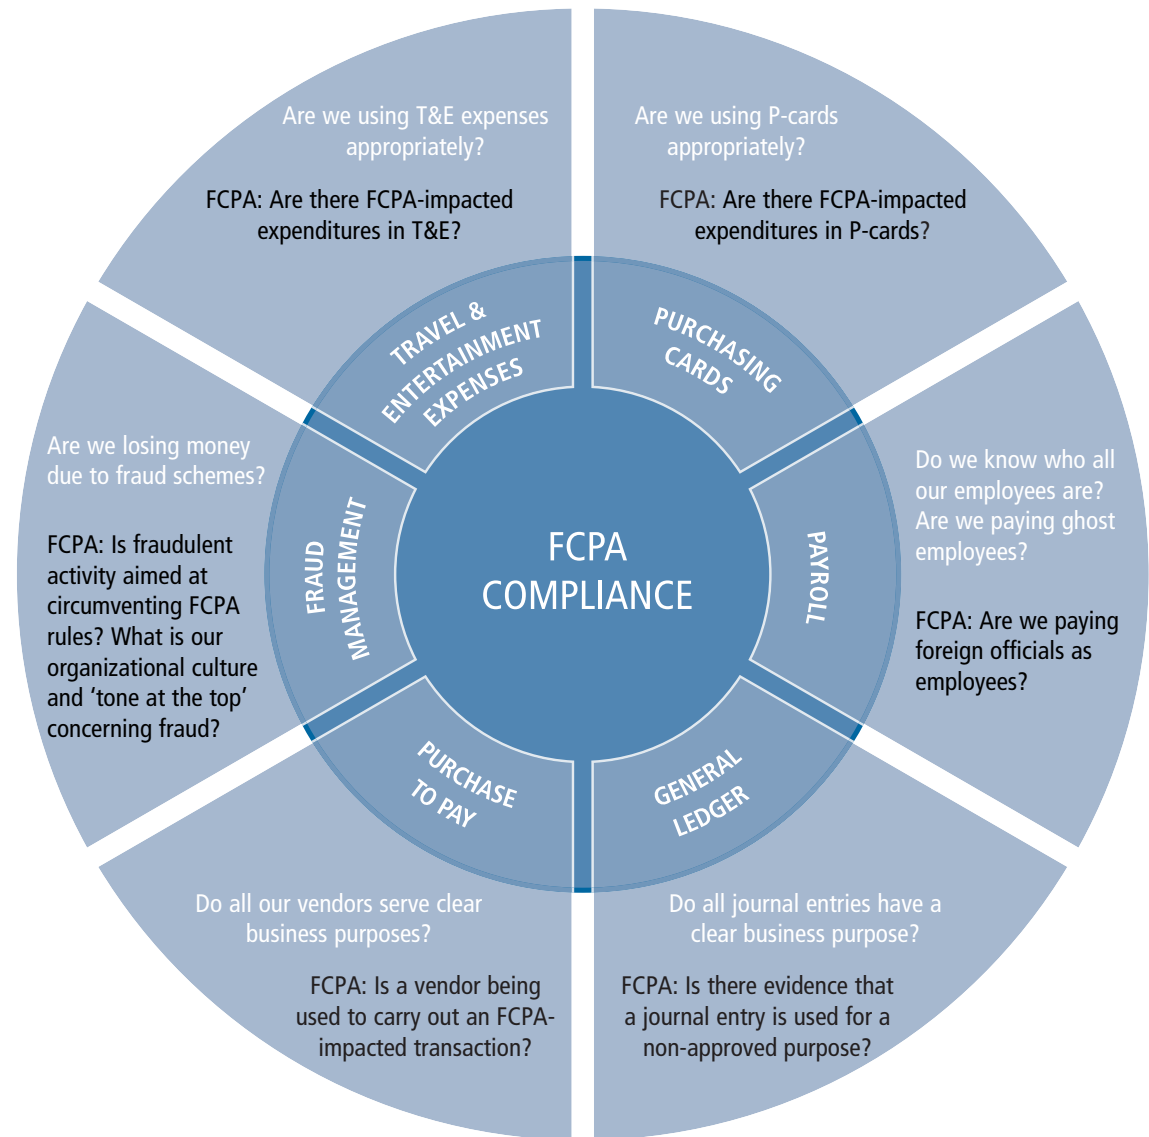 Are we using T&E expenses
appropriately?
FCPA: Are there FCPA-impacted
expenditures in T&E?
Are we using P-cards
appropriately?
FCPA: Are there FCPA-impacted
expenditures in P-cards?
TRAVEL &
ENTERTAINMENT
EXPENSES
PURCHASING
CARDS
Are we losing money
due to fraud schemes?
FCPA: Is fraudulent
activity aimed at
circumventing FCPA
rules? What is our
organizational culture
and ‘tone at the top’
concerning fraud?
FRAUD
MANAGEMENT
FCPA
COMPLIANCE
PAYROLL
Do we know who all
our employees are?
Are we paying ghost
employees?
FCPA: Are we paying
foreign officials as
employees?
PURCHASE
TO PAY
GENERAL
LEDGER
Do all our vendors serve clear
business purposes?
FCPA: Is a vendor being
used to carry out an FCPA-
impacted transaction?
Do all journal entries have a
clear business purpose?
FCPA: Is there evidence that
a journal entry is used for a
non-approved purpose?